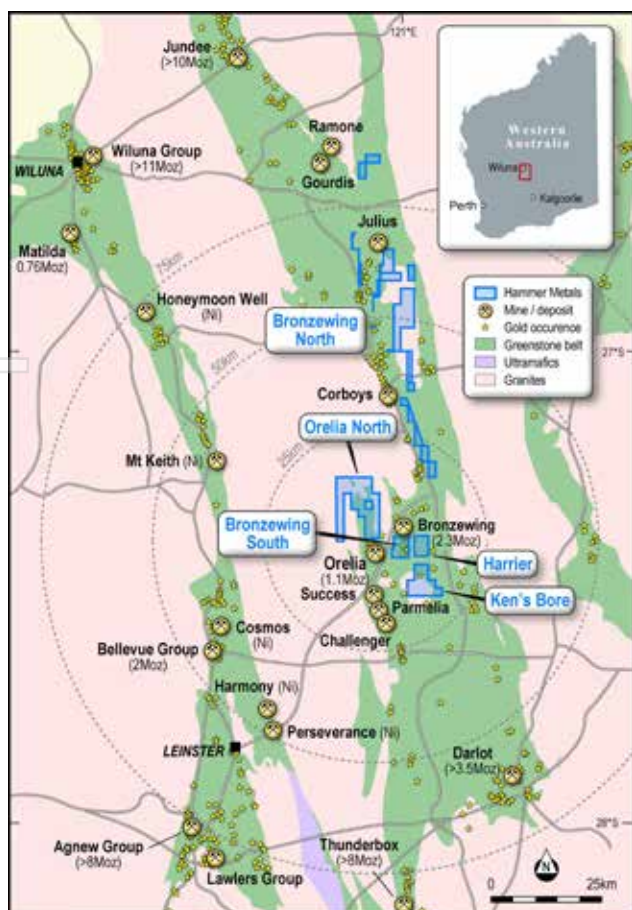 121°E
Jundee
(>10Moz)
Ramone
Gourdis
WILUNA
Wiluna Group
(>11Moz)
Julius
Matilda
0.76Moz)
75km
Honeymoon Well
(Ni)
Bronzewing
North
50km
Corboys
Orelia North
Mt Keith (Ni)
25km
Bronzewing
South
Bronzewing
(2.3Moz)
Orelia
(1.1Moz)
Harrier
Success
Parmelia
Ken's Bore
Challenger
Cosmos
(Ni)
Bellevue Group
(2Moz)
Harmony (Ni)
Perseverance (Ni)
LEINSTER
Darlot
(>3.5Moz)
28°S
Agnew Group
(>8Moz)
Lawlers Group
Thunderbox
(>8Moz)
N
0
25km
Western
Australia
Wiluna
Perth
Kalgoorlie
Hammer Metals
Mine / deposit
Gold occurence
Greenstone belt
Ultramafics
Granites
27°S